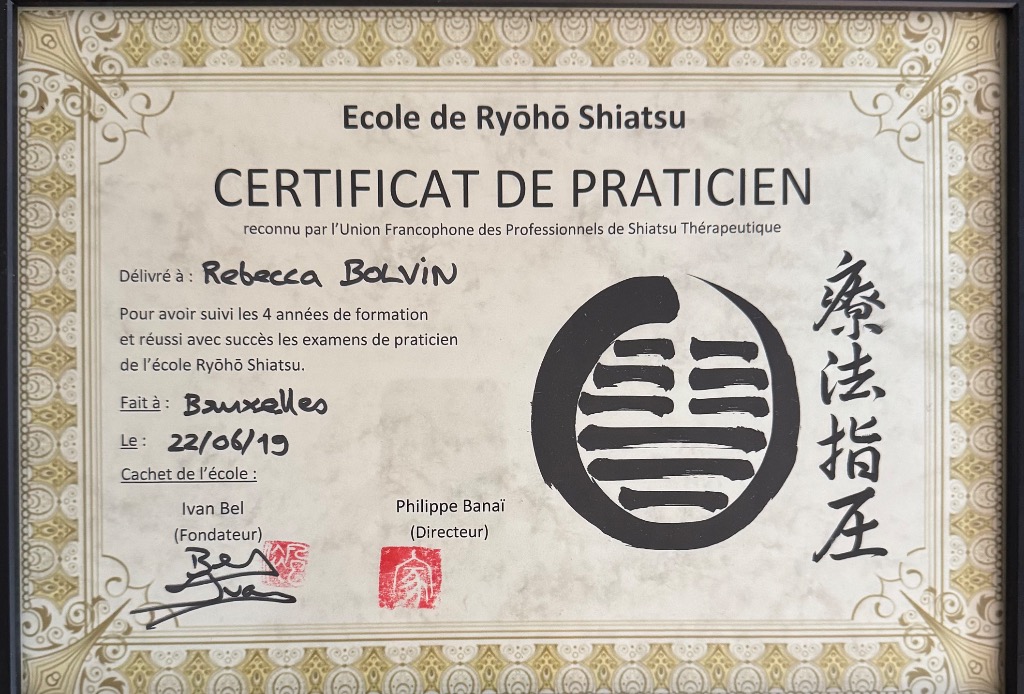 Ecole de Ryōhō Shiatsu
CERTIFICAT DE PRATICIEN
reconnu par l'Union Francophone des Professionnels de Shiatsu Thérapeutique
Délivré à : Rebecca BOLVIN
Pour avoir suivi les 4 années de formation
et réussi avec succès les examens de praticien
de l'école Ryōhō Shiatsu.
Fait à : Bruxelles
Le : 22/06/19
Cachet de l'école :
Ivan Bel
(Fondateur)
Bel
Ivan
Philippe Banaï
(Directeur)
療法指圧